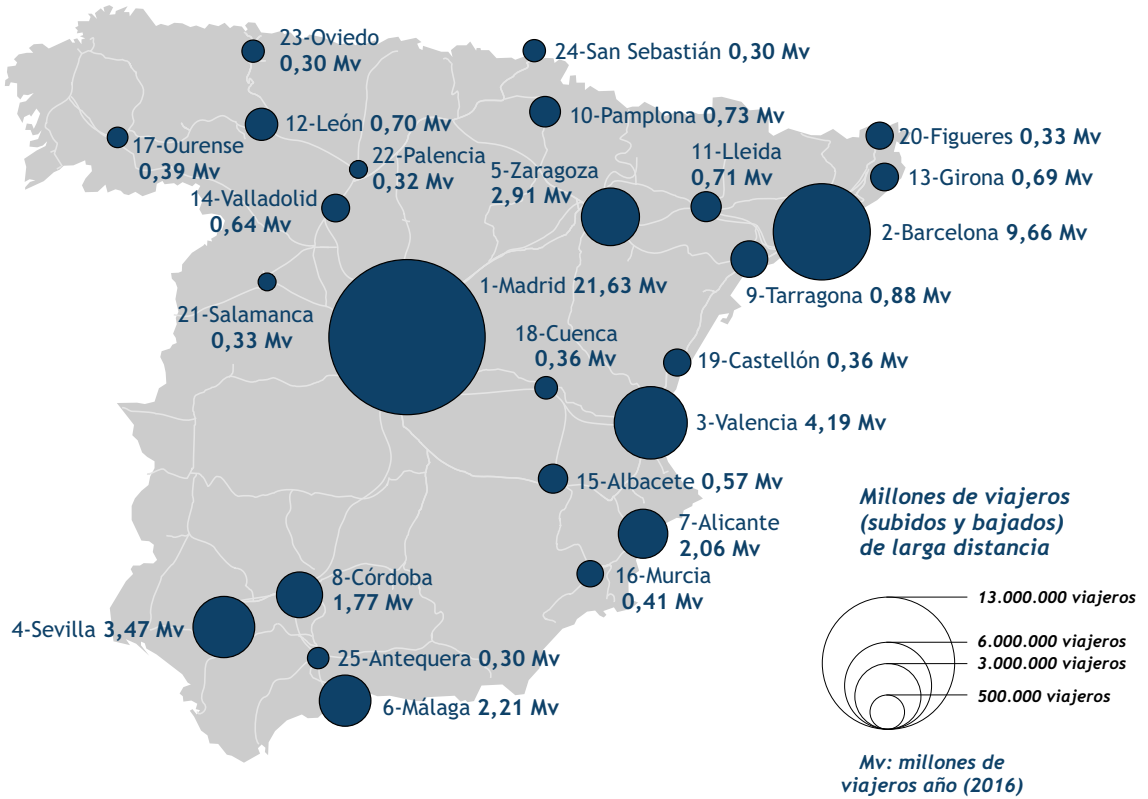 23-Oviedo
0,30 Mv
24-San Sebastián 0,30 Mv
10-Pamplona 0,73 Mv
12-León 0,70 Mv
20-Figueres 0,33 Mv
17-Ourense
0,39 Mv
22-Palencia
0,32 Mv
5-Zaragoza
2,91 Mv
11-Lleida
0,71 Mv
13-Girona 0,69 Mv
14-Valladolid
0,64 Mv
2-Barcelona 9,66 Mv
1-Madrid 21,63 Mv
9-Tarragona 0,88 Mv
21-Salamanca
0,33 Mv
18-Cuenca
0,36 Mv
19-Castellón 0,36 Mv
3-Valencia 4,19 Mv
15-Albacete 0,57 Mv
7-Alicante
2,06 Mv
16-Murcia
0,41 Mv
8-Córdoba
1,77 Mv
4-Sevilla 3,47 Mv
25-Antequera 0,30 Mv
6-Málaga 2,21 Mv
Millones de viajeros
(subidos y bajados)
de larga distancia
13.000.000 viajeros
6.000.000 viajeros
3.000.000 viajeros
500.000 viajeros
Mv: millones de
viajeros año (2016)